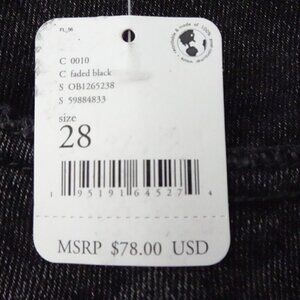 C 0010
C faded black
S OB1265238
S 59884833
size
28
1 95191 64527 4
MSRP $78.00 USD